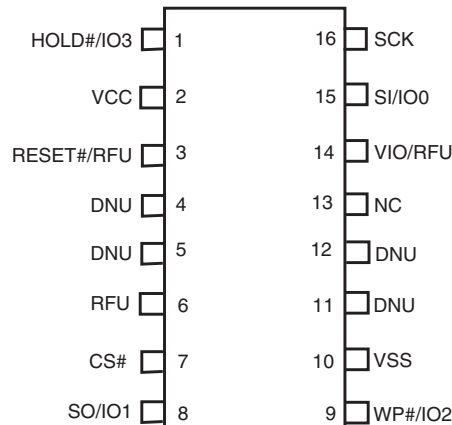 HOLD#/IO3 1 16 SCK
VCC 2 15 SI/IO0
RESET#/RFU 3 14 VIO/RFU
DNU 4 13 NC
DNU 5 12 DNU
RFU 6 11 DNU
CS# 7 10 VSS
SO/IO1 8 9 WP#/IO2